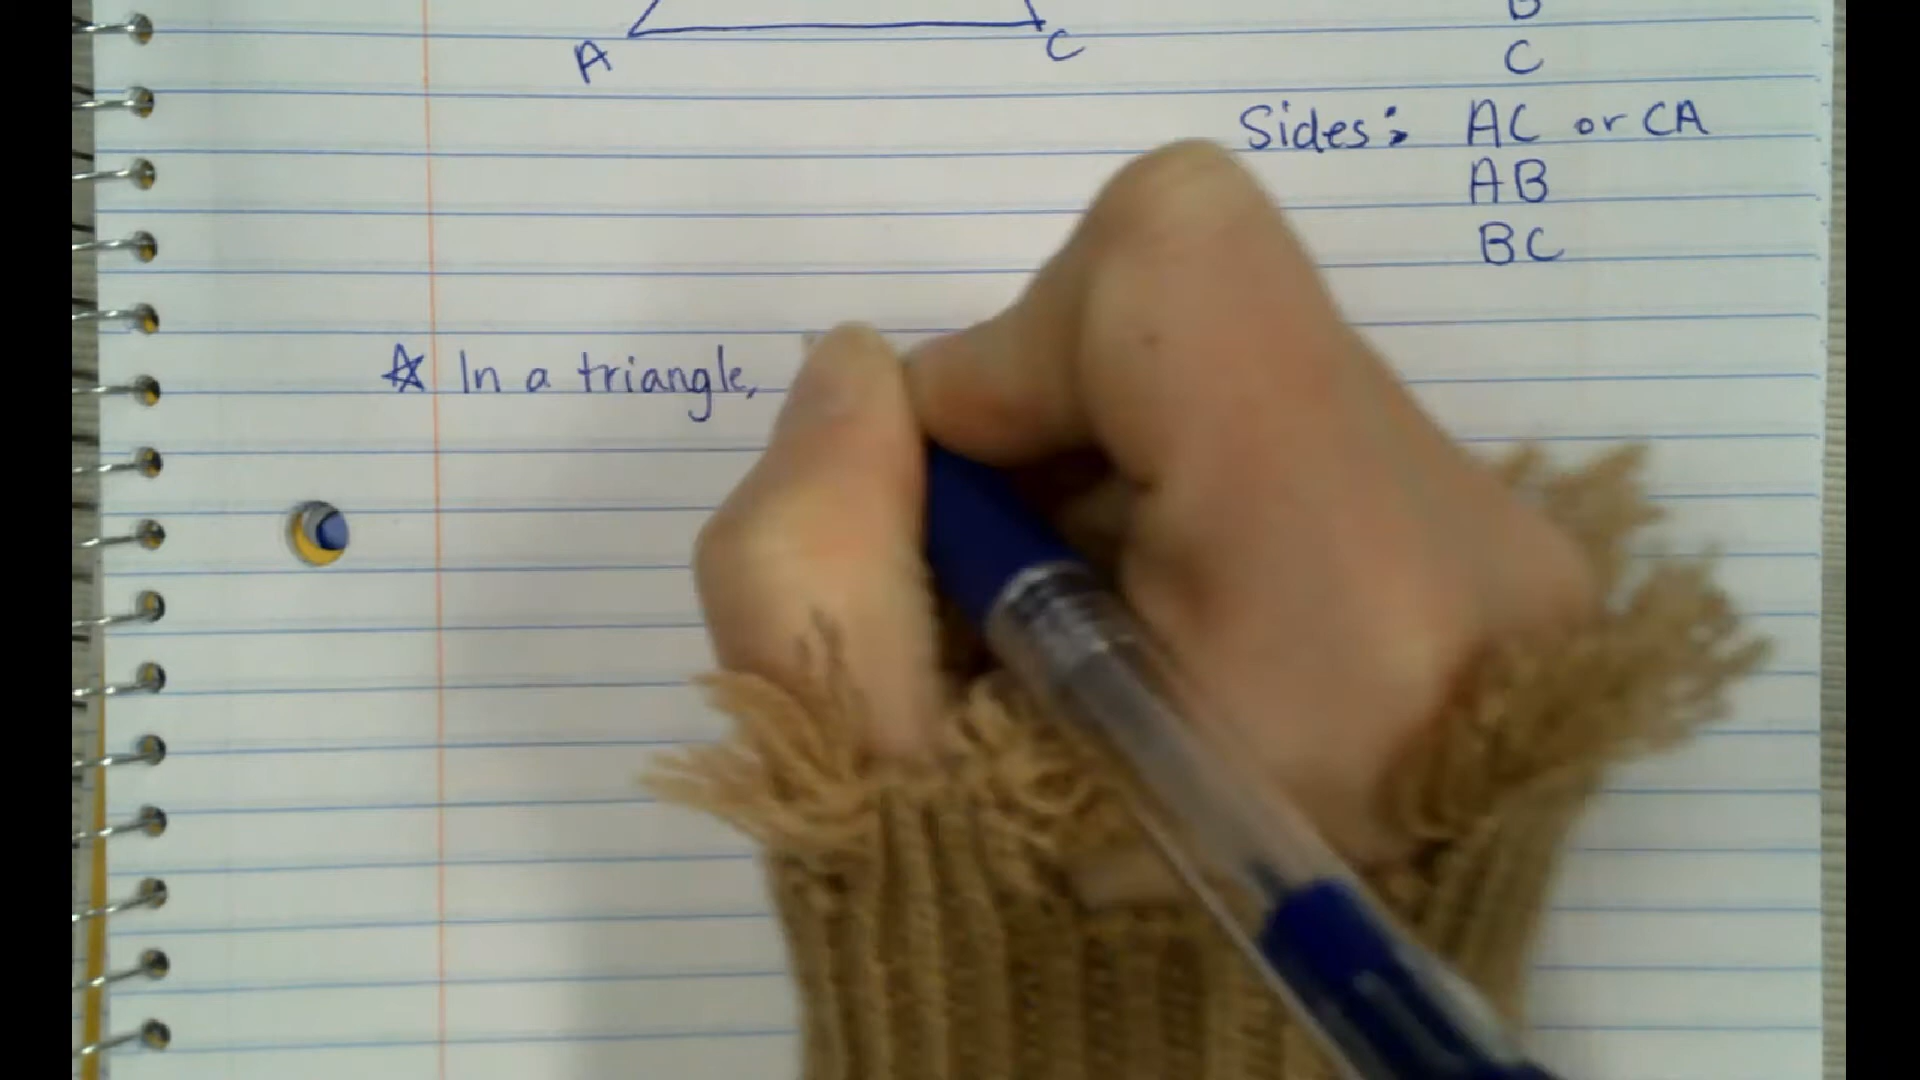 A
C
C
Sides: AC or CA
AB
BC
☆ In a triangle,